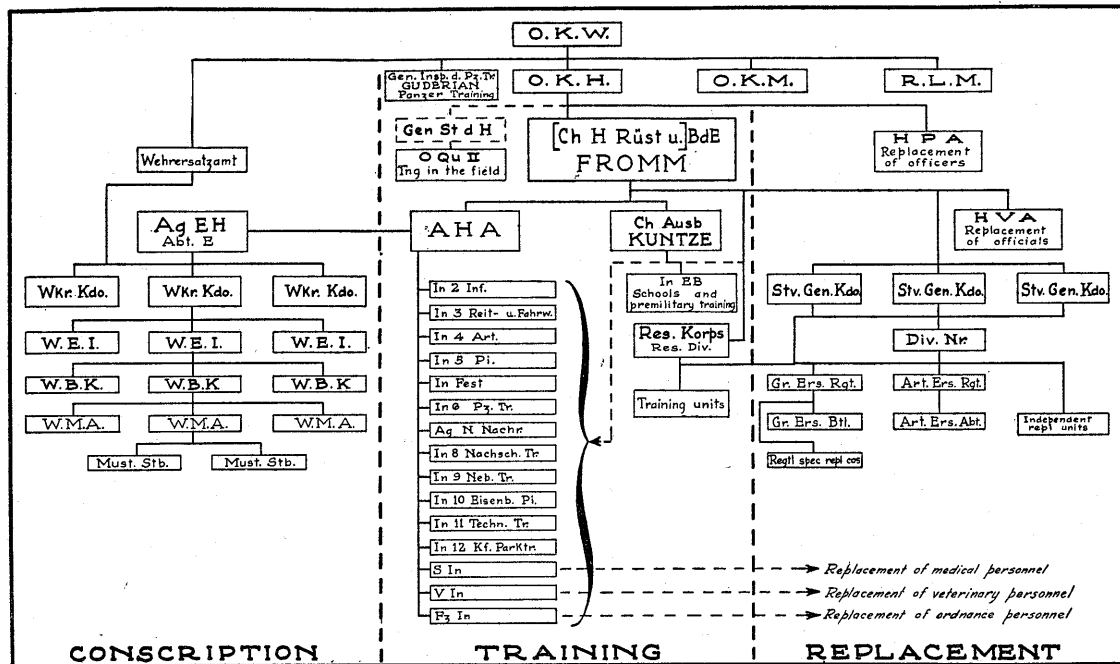 O. K. W.
Gen. Insp. d. Pz. Tr.
GUDERIAN
Panzer Training
O. K. H.
O. K. M.
R. L. M.
Gen St d H
O Qu II
Tng in the field
[Ch H Rüst u.] BdE
FROMM
H P A
Replacement
of officers
Wehrersatzamt
Ag EH
Abt. E
A H A
Ch Ausb
KUNTZE
H V A
Replacement
of officials
Wkr. Kdo.
Wkr. Kdo.
Wkr. Kdo.
W. E. I.
W. E. I.
W. E. I.
W. B. K.
W. B. K
W. B. K
W. M. A.
W. M. A.
W. M. A.
Must. Stb.
Must. Stb.
In 2 Inf.
In 3 Reit- u. Fahrw.
In 4 Art.
In 5 Pi.
In Fest
In 6 Pz. Tr.
Ag N Nachr.
In 8 Nachsch. Tr.
In 9 Neb. Tr.
In 10 Eisenb. Pi.
In 11 Techn. Tr.
In 12 Kf. Parktr.
S In
V In
Fz In
In EB
Schools and
premilitary training
Res. Korps
Res. Div.
Training units
Stv. Gen. Kdo.
Stv. Gen. Kdo.
Stv. Gen. Kdo.
Div. Nr.
Gr. Ers. Rgt.
Art. Ers. Rgt.
Gr. Ers. Btl.
Art. Ers. Abt.
Independent
repl units
Regtl spec repl cos
Replacement of medical personnel
Replacement of veterinary personnel
Replacement of ordnance personnel
CONSCRIPTION
TRAINING
REPLACEMENT